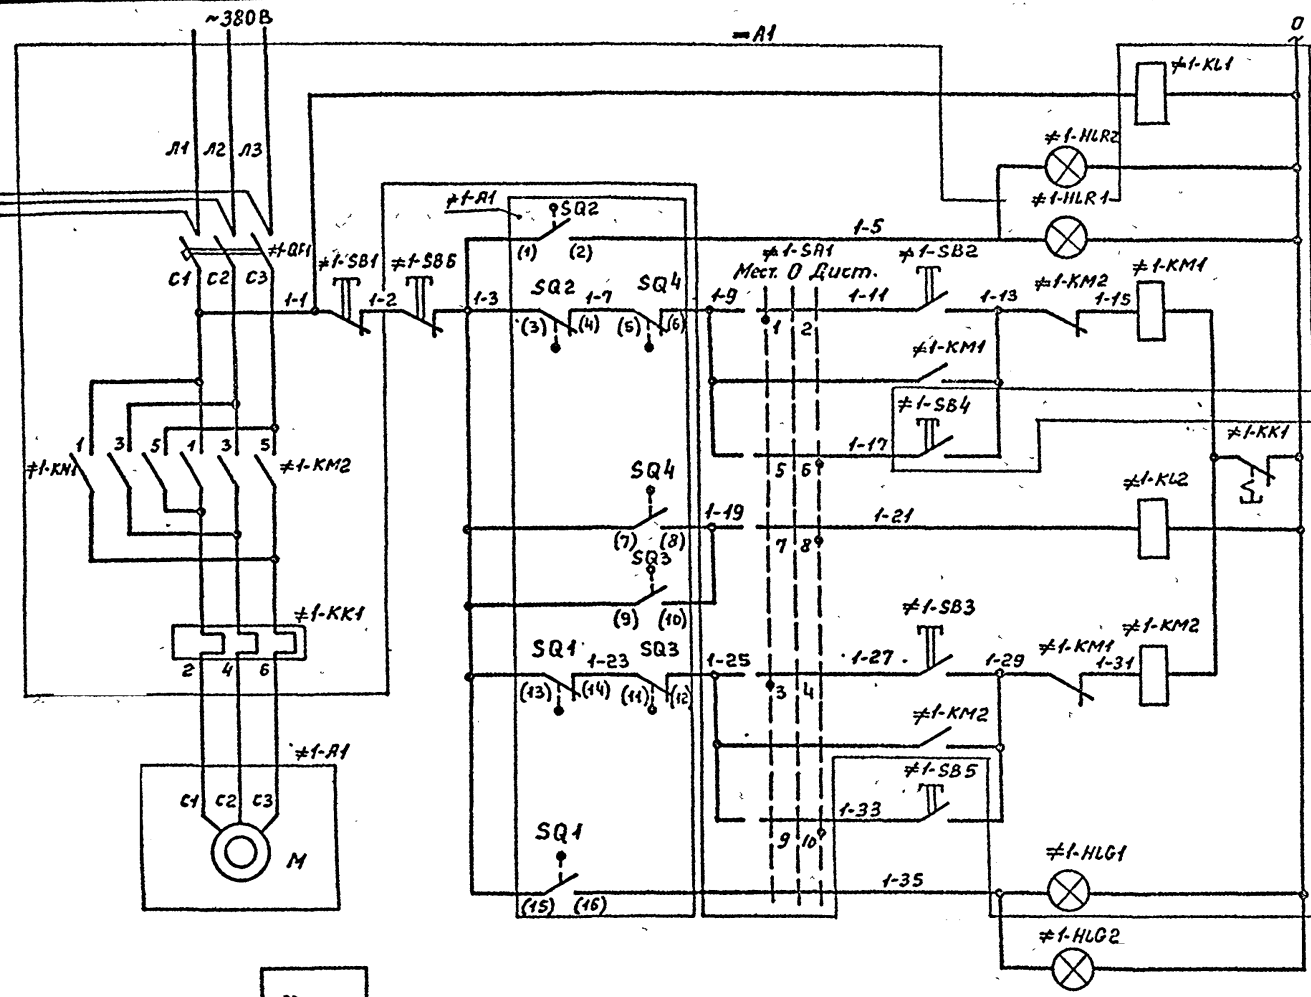 ~380В
=А1
0
≠1-KL1
≠1-HLR2
≠1-HLR1
Л1 Л2 Л3
≠1-А1
SQ2
(1) (2)
1-5
≠1-QF1
≠1-SB1 ≠1-SB6
≠1-SA1
Мест. 0 Дист.
≠1-SB2
≠1-KM2
≠1-KM1
С1 С2 С3
1-1
1-2
1-3
SQ2
1-7
SQ4
1-9
1-11
1-13
1-15
(3) (4) (5) (6)
1 2
≠1-KM1
≠1-SB4
≠1-KK1
1 3 5 1 3 5
≠1-KM1
≠1-KM2
1-17
SQ4
5 6
≠1-KL2
1-19
1-21
(7) (8)
7 8
SQ3
(9) (10)
≠1-KK1
≠1-SB3
≠1-KM1
≠1-KM2
2 4 6
SQ1
1-23
SQ3
1-25
1-27
1-29
1-31
(13) (14) (11) (12)
3 4
≠1-KM2
≠1-А1
≠1-SB5
С1 С2 С3
М
1-33
SQ1
9 10
≠1-HLG1
1-35
(15) (16)
≠1-HLG2